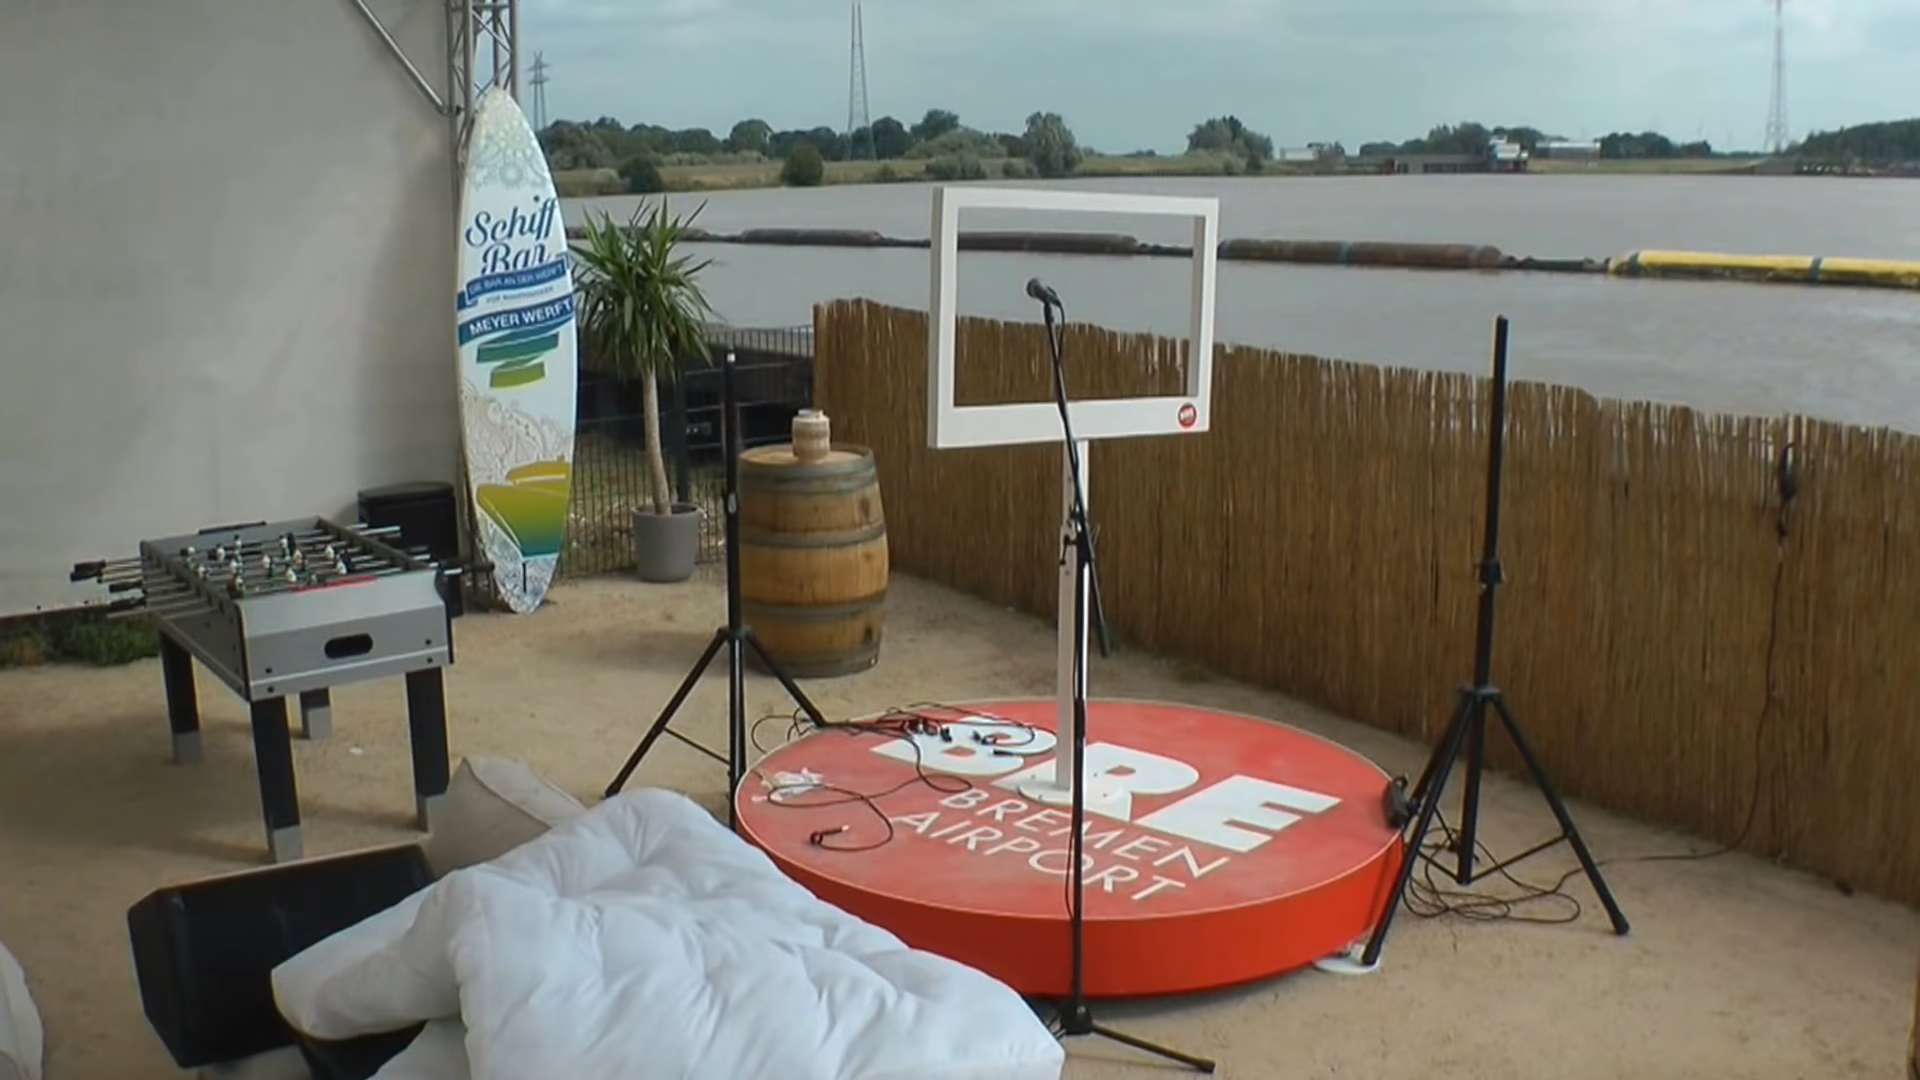 Schiff
Bar
DIE BAR AN DER WERFT
MEYER WERFT
BRE
BREMEN
AIRPORT